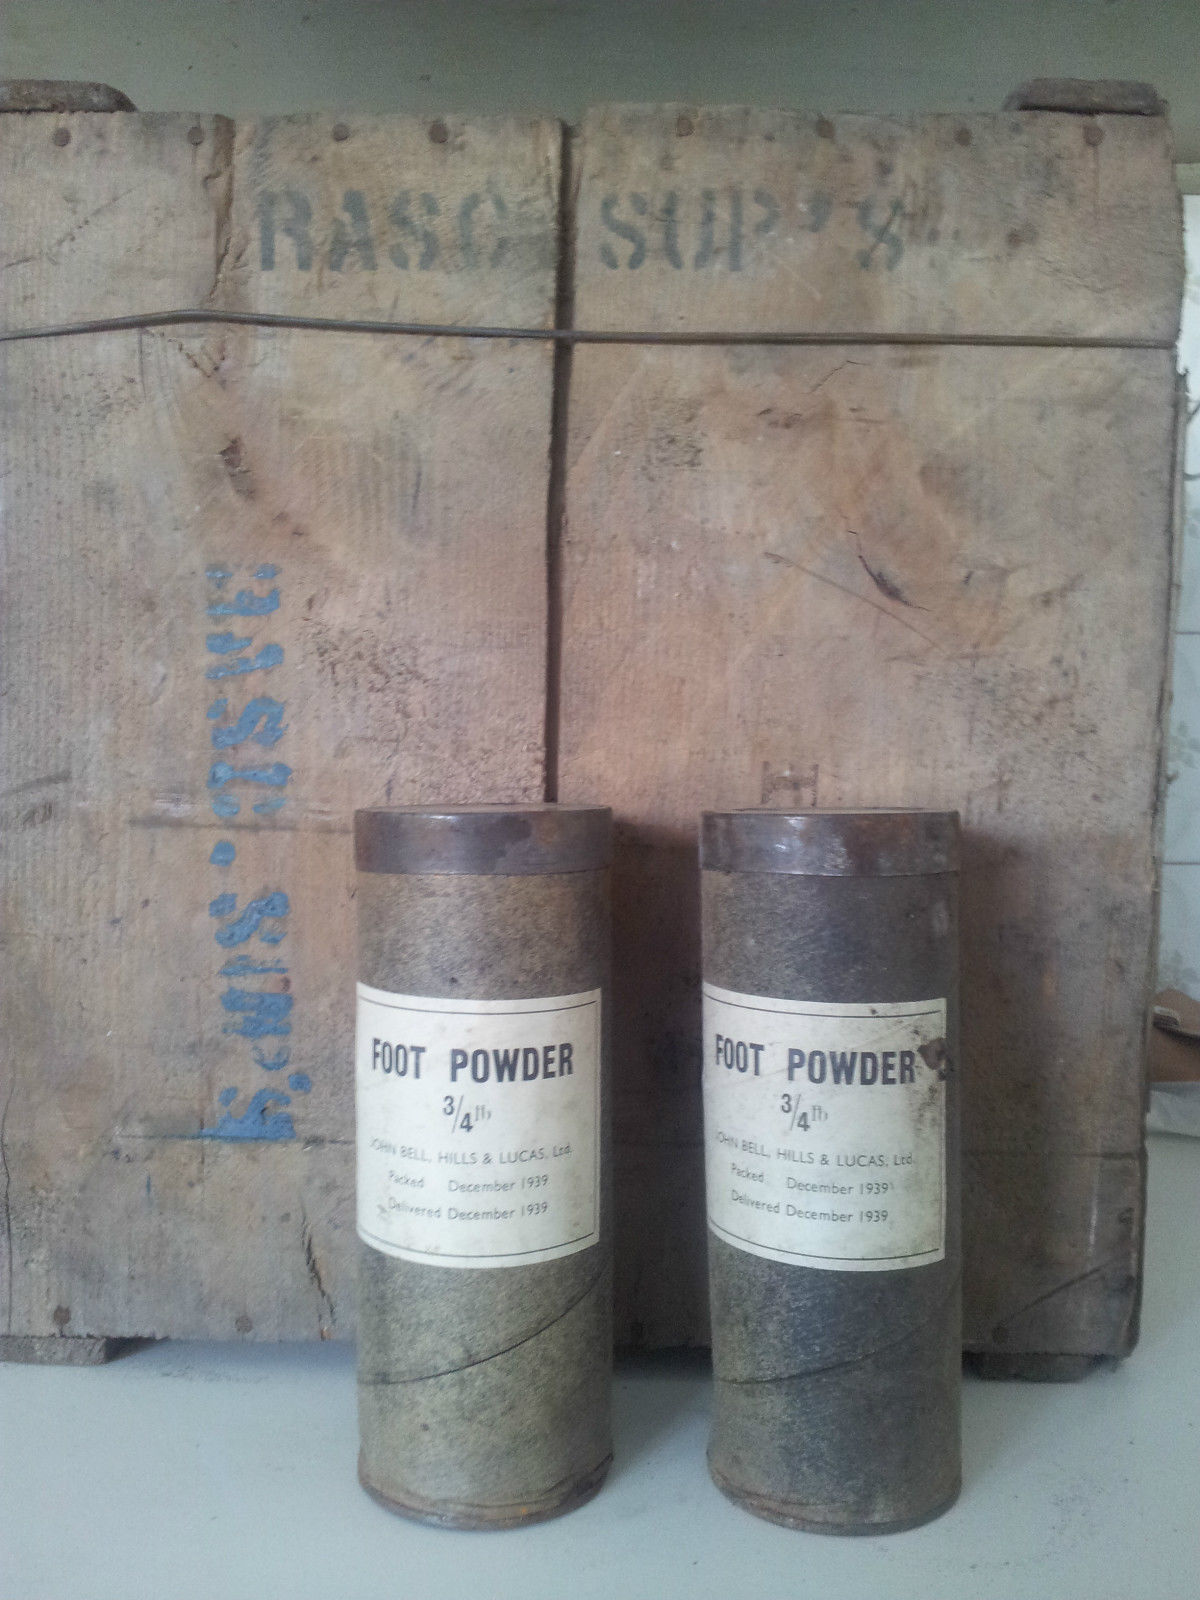 RASC SUP'S
FOOT POWDER
3/4 lb
JOHN BELL, HILLS & LUCAS, Ltd.
Packed December 1939
Delivered December 1939
FOOT POWDER
3/4 lb
JOHN BELL, HILLS & LUCAS, Ltd.
Packed December 1939
Delivered December 1939